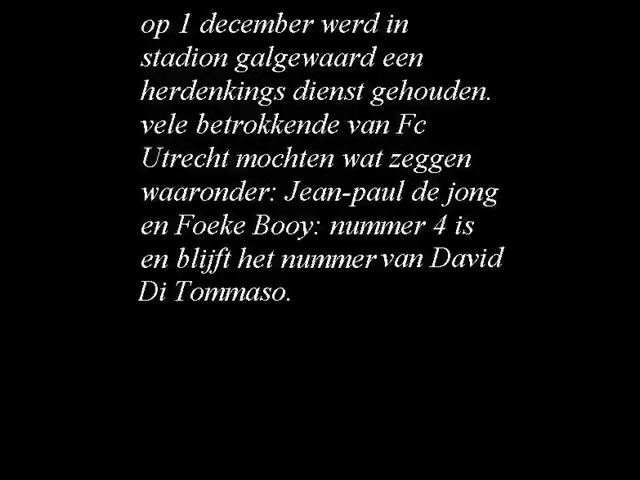 op 1 december werd in
stadion galgewaard een
herdenkings dienst gehouden.
vele betrokkende van Fc
Utrecht mochten wat zeggen
waaronder: Jean-paul de jong
en Foeke Booy: nummer 4 is
en blijft het nummer van David
Di Tommaso.